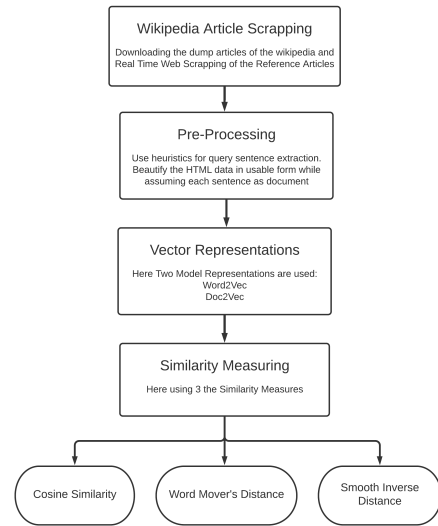 Wikipedia Article Scrapping
Downloading the dump articles of the wikipedia and
Real Time Web Scrapping of the Reference Articles
Pre-Processing
Use heuristics for query sentence extraction.
Beautify the HTML data in usable form while
assuming each sentence as document
Vector Representations
Here Two Model Representations are used:
Word2Vec
Doc2Vec
Similarity Measuring
Here using 3 the Similarity Measures
Cosine Similarity
Word Mover's Distance
Smooth Inverse
Distance